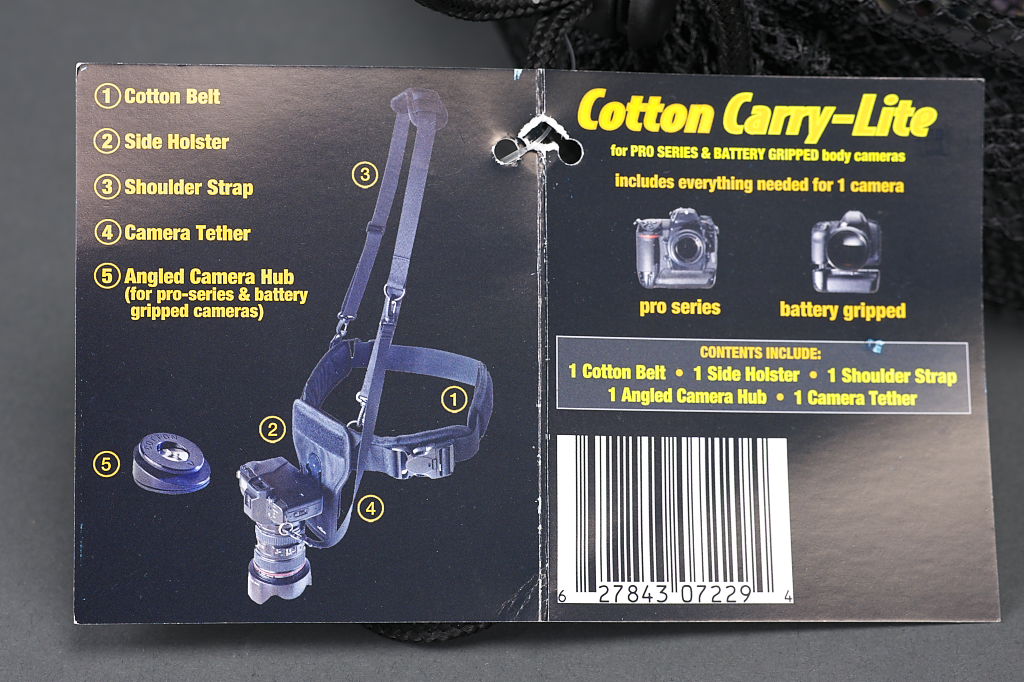 1 Cotton Belt
2 Side Holster
3 Shoulder Strap
4 Camera Tether
5 Angled Camera Hub
(for pro-series & battery
gripped cameras)
3
1
2
5
COTTON
4
Cotton Carry-Lite
for PRO SERIES & BATTERY GRIPPED body cameras
includes everything needed for 1 camera
pro series
battery gripped
CONTENTS INCLUDE:
1 Cotton Belt • 1 Side Holster • 1 Shoulder Strap
1 Angled Camera Hub • 1 Camera Tether
6 27843 07229 4